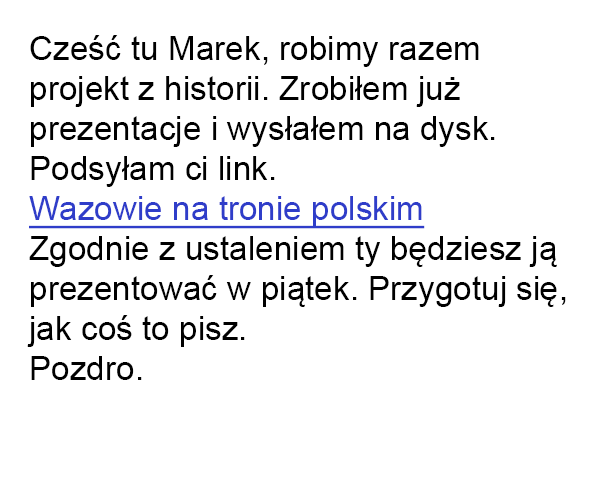 Cześć tu Marek, robimy razem
projekt z historii. Zrobiłem już
prezentacje i wysłałem na dysk.
Podsyłam ci link.
Wazowie na tronie polskim
Zgodnie z ustaleniem ty będziesz ją
prezentować w piątek. Przygotuj się,
jak coś to pisz.
Pozdro.